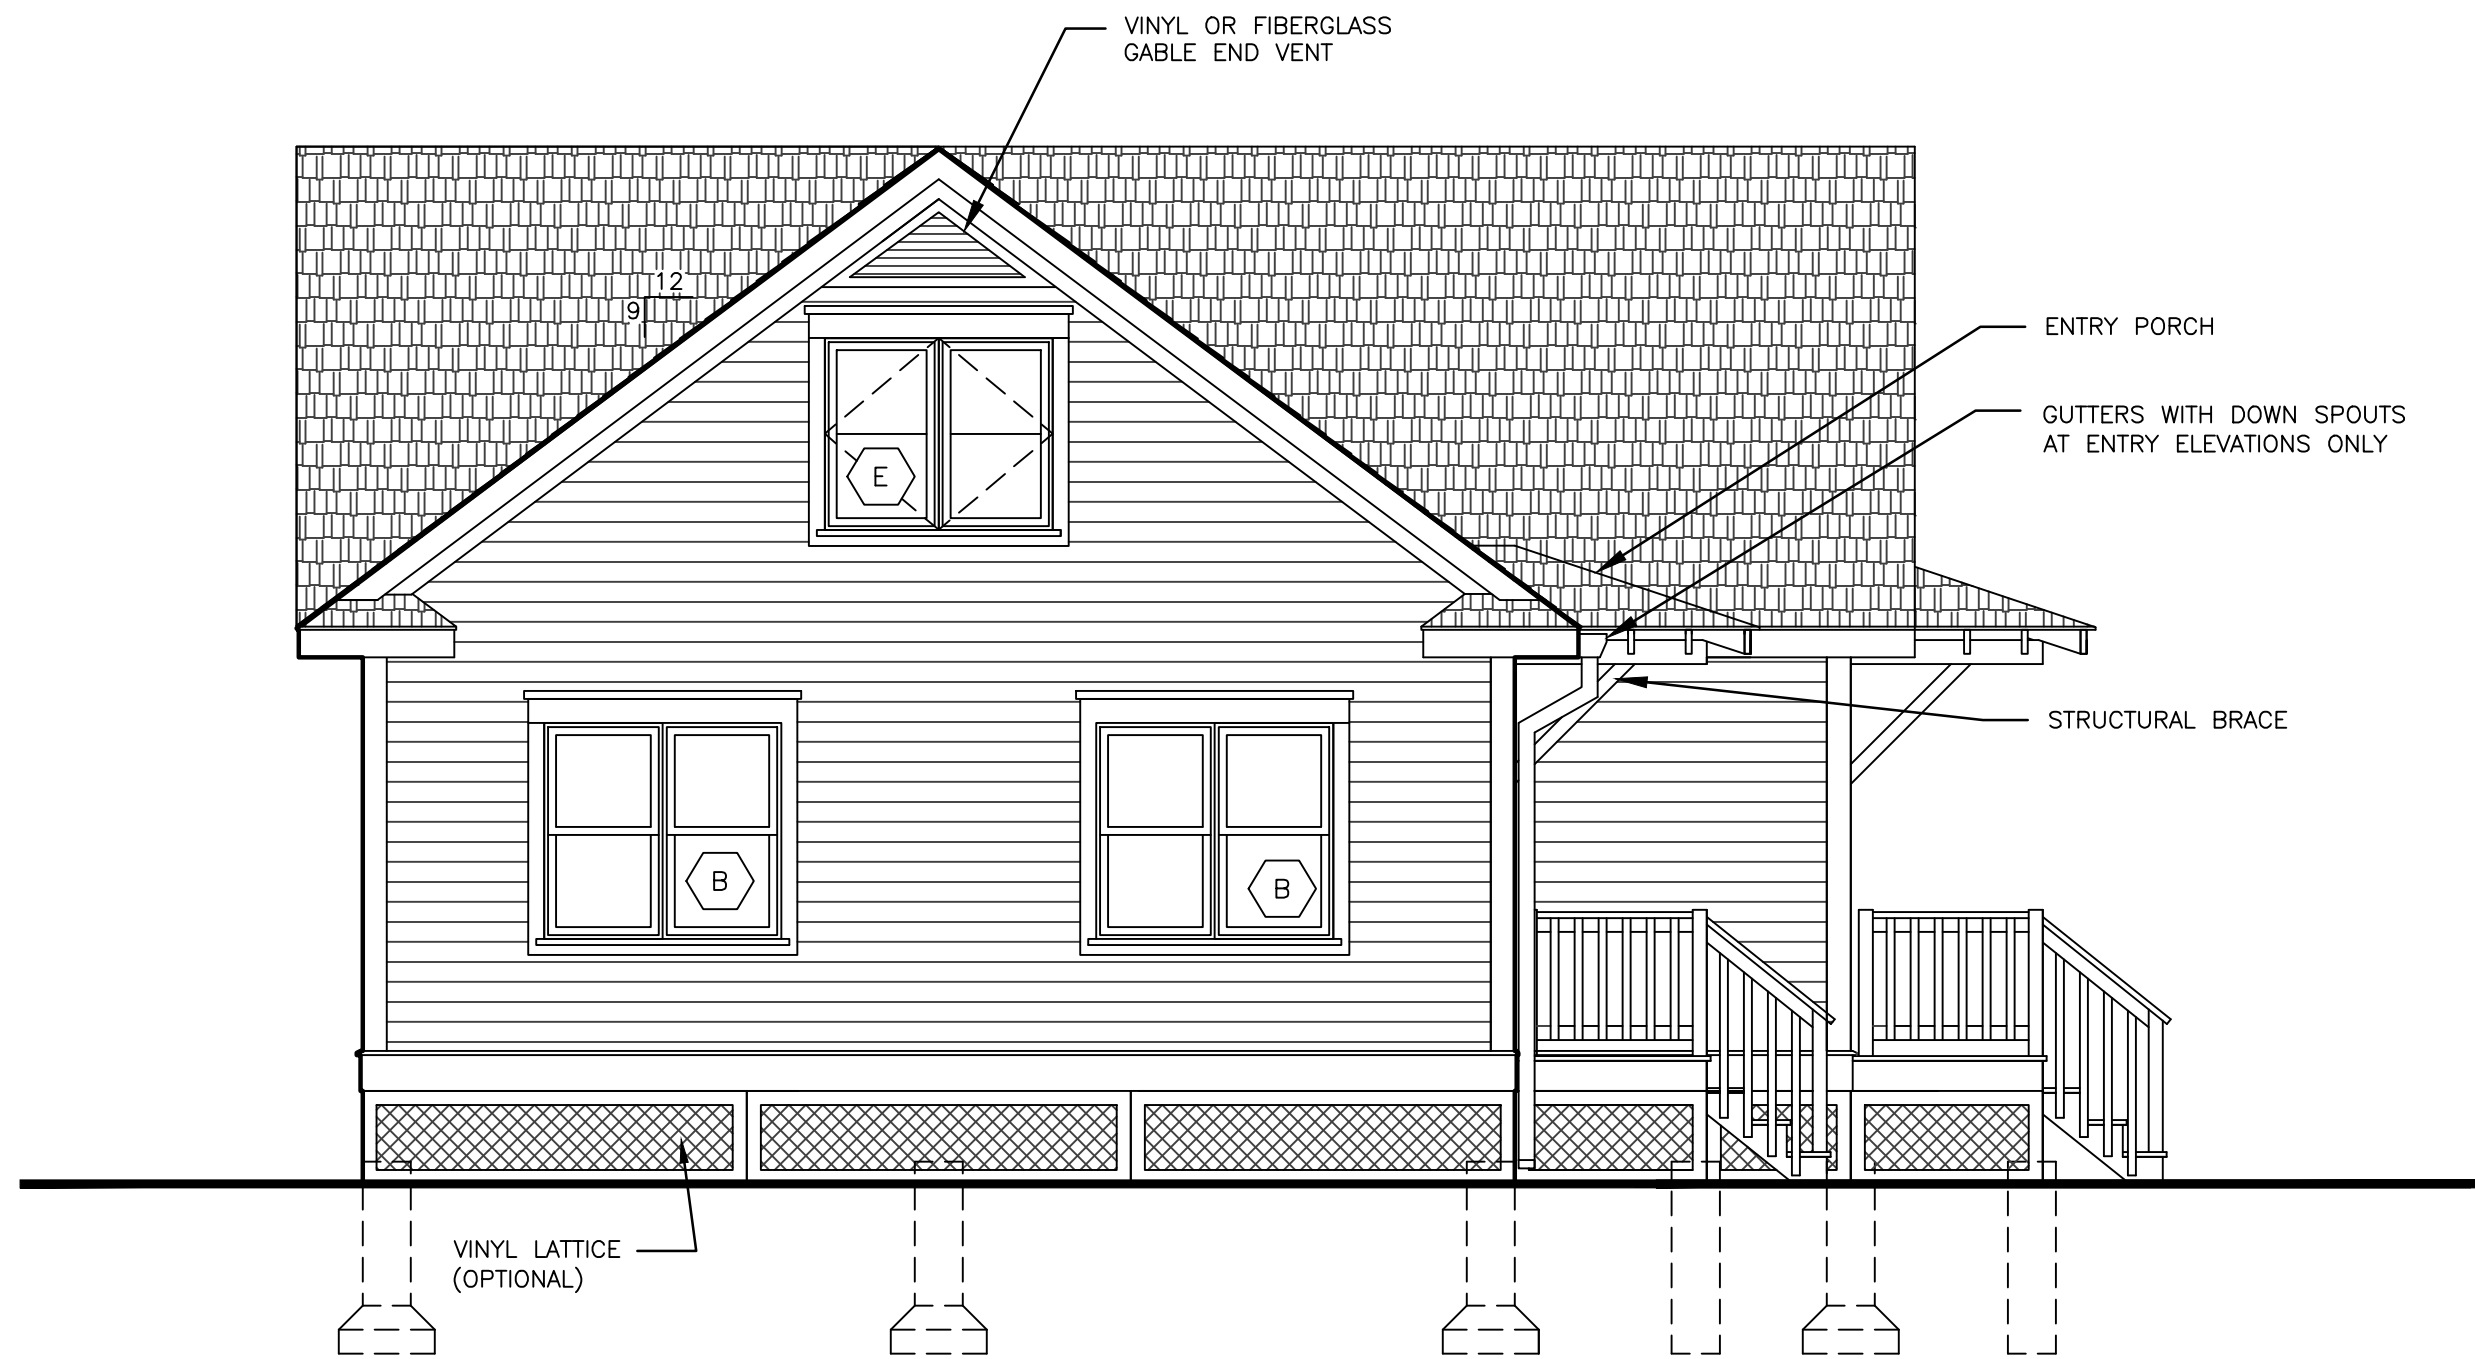 VINYL OR FIBERGLASS
GABLE END VENT
12
9
ENTRY PORCH
GUTTERS WITH DOWN SPOUTS
AT ENTRY ELEVATIONS ONLY
E
STRUCTURAL BRACE
B
B
VINYL LATTICE
(OPTIONAL)